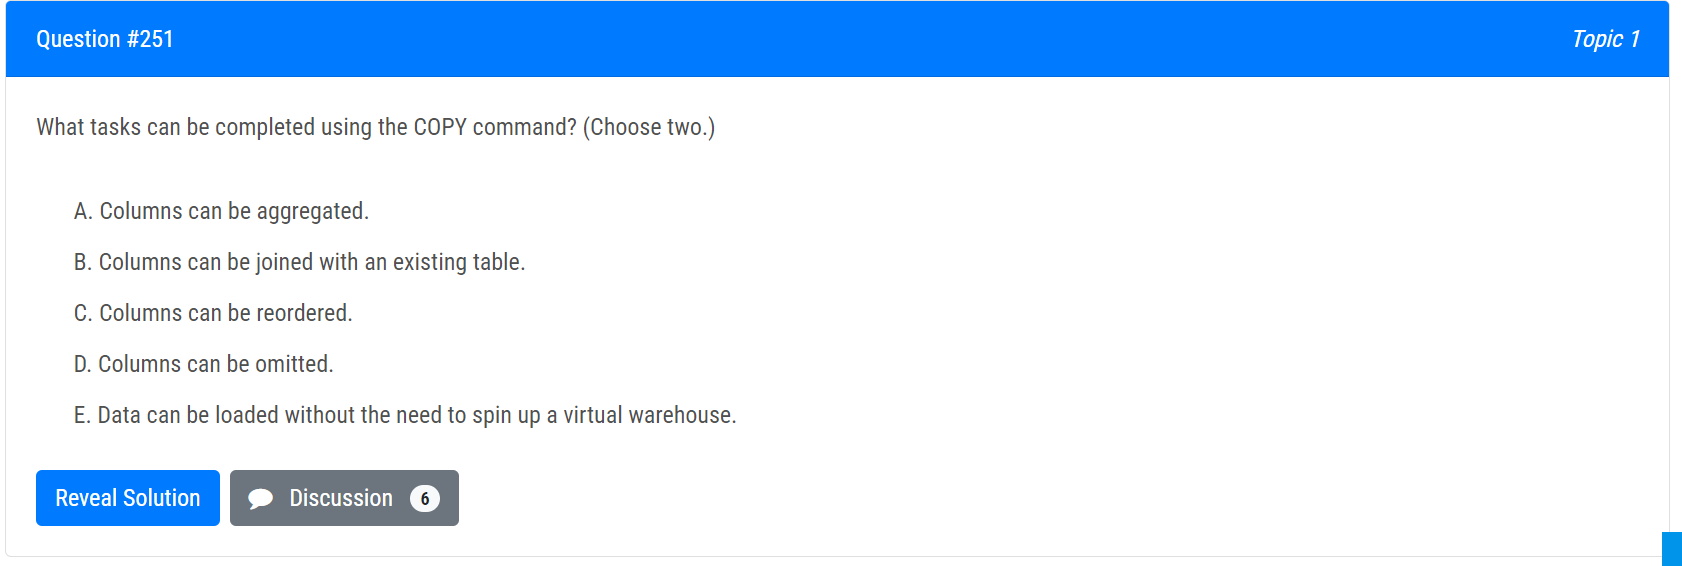 Question #251
Topic 1
What tasks can be completed using the COPY command? (Choose two.)
A. Columns can be aggregated.
B. Columns can be joined with an existing table.
C. Columns can be reordered.
D. Columns can be omitted.
E. Data can be loaded without the need to spin up a virtual warehouse.
Reveal Solution
Discussion 6